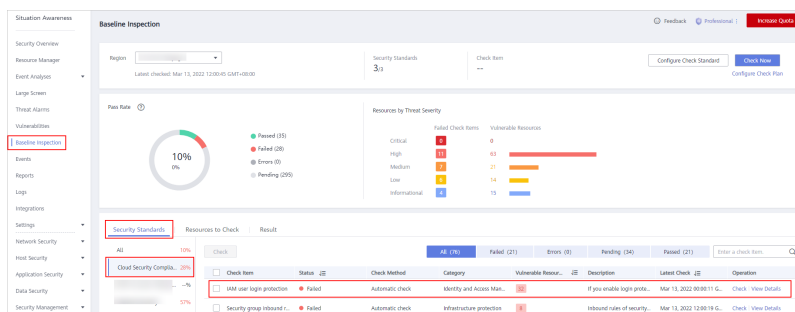 Situation Awareness
Baseline Inspection
Feedback
Professional
Increase Quota
Security Overview
Resource Manager
Event Analyses
Large Screen
Threat Alarms
Vulnerabilities
Baseline Inspection
Events
Reports
Logs
Integrations
Settings
Network Security
Host Security
Application Security
Data Security
Security Management
Region
Latest checked: Mar 13, 2022 12:00:45 GMT+08:00
Security Standards
3/3
Check Item
--
Configure Check Standard
Check Now
Configure Check Plan
Pass Rate
10%
0%
Passed (35)
Failed (28)
Errors (0)
Pending (295)
Resources by Threat Severity
Failed Check Items Vulnerable Resources
Critical 0 0
High 11 63
Medium 7 21
Low 6 14
Informational 4 15
Security Standards Resources to Check Result
All 10%
Cloud Security Complia... 28%
... --%
53%
Check
All (76) Failed (21) Errors (0) Pending (34) Passed (21) Enter a check item.
Check Item Status Check Method Category Vulnerable Resour... Description Latest Check Operation
IAM user login protection Failed Automatic check Identity and Access Man... 32 If you enable login prote... Mar 13, 2022 00:00:11 G... Check View Details
Security group inbound r... Failed Automatic check Infrastructure protection 8 Inbound rules of security... Mar 13, 2022 12:00:19 G... Check View Details